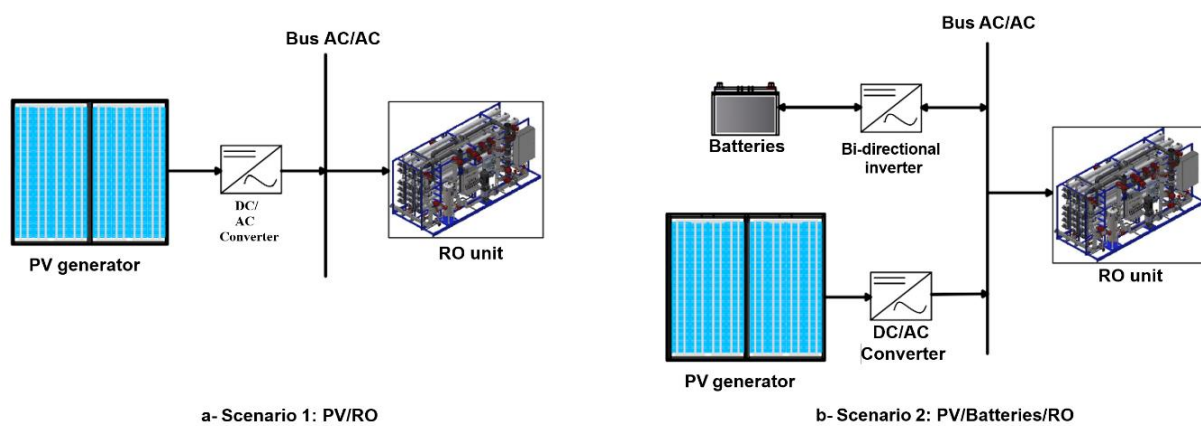 Bus AC/AC
DC/
AC
Converter
PV generator
RO unit
a- Scenario 1: PV/RO
Bus AC/AC
Batteries
Bi-directional
inverter
RO unit
DC/AC
Converter
PV generator
b- Scenario 2: PV/Batteries/RO